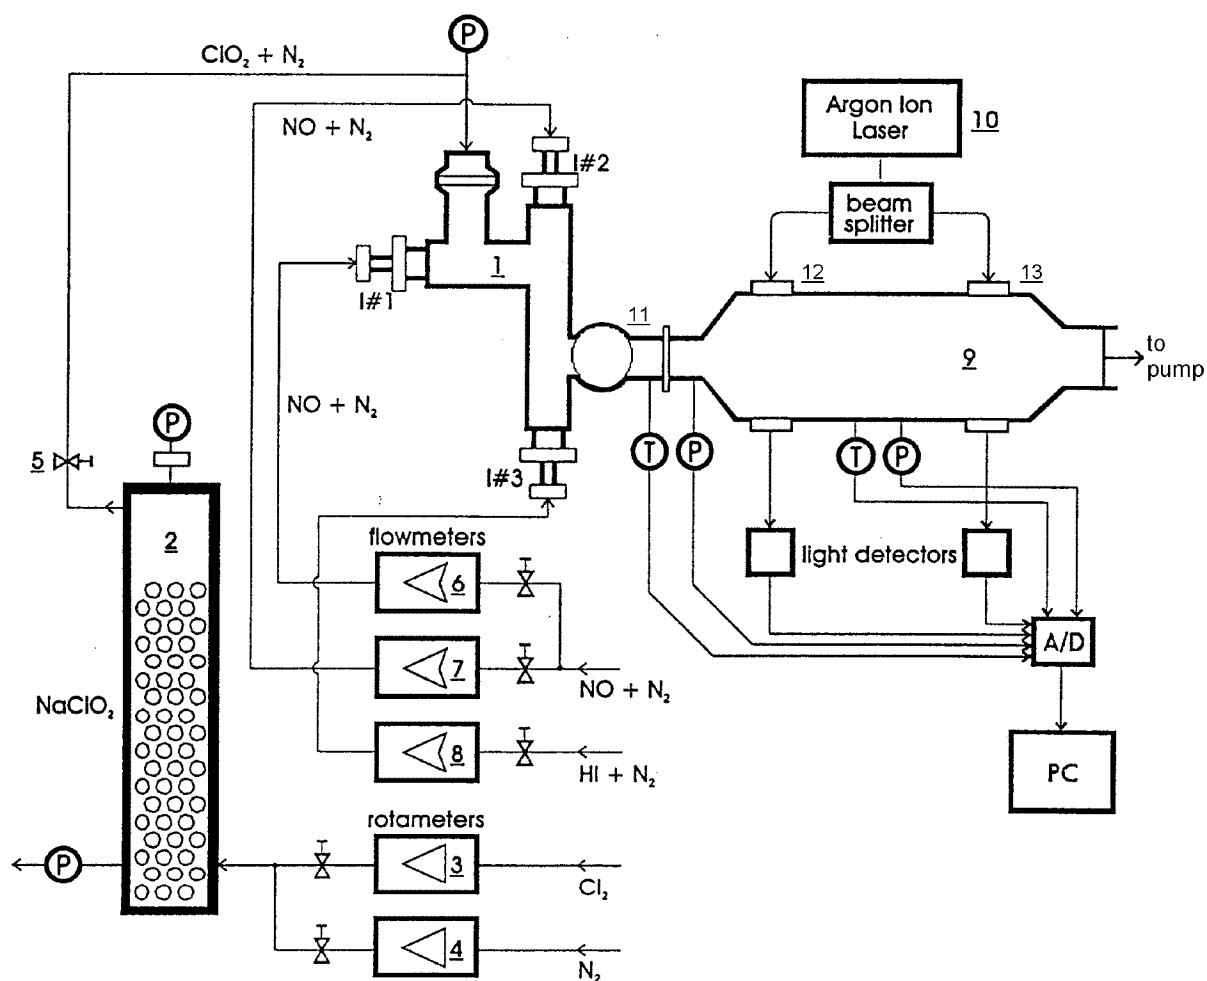 P
ClO₂ + N₂
NO + N₂
I#2
Argon Ion
Laser
10
beam
splitter
1
I#1
12
13
11
9
to
pump
NO + N₂
P
5
I#3
T
P
T
P
2
flowmeters
6
light detectors
A/D
7
NO + N₂
NaClO₂
8
HI + N₂
PC
rotameters
P
3
Cl₂
4
N₂